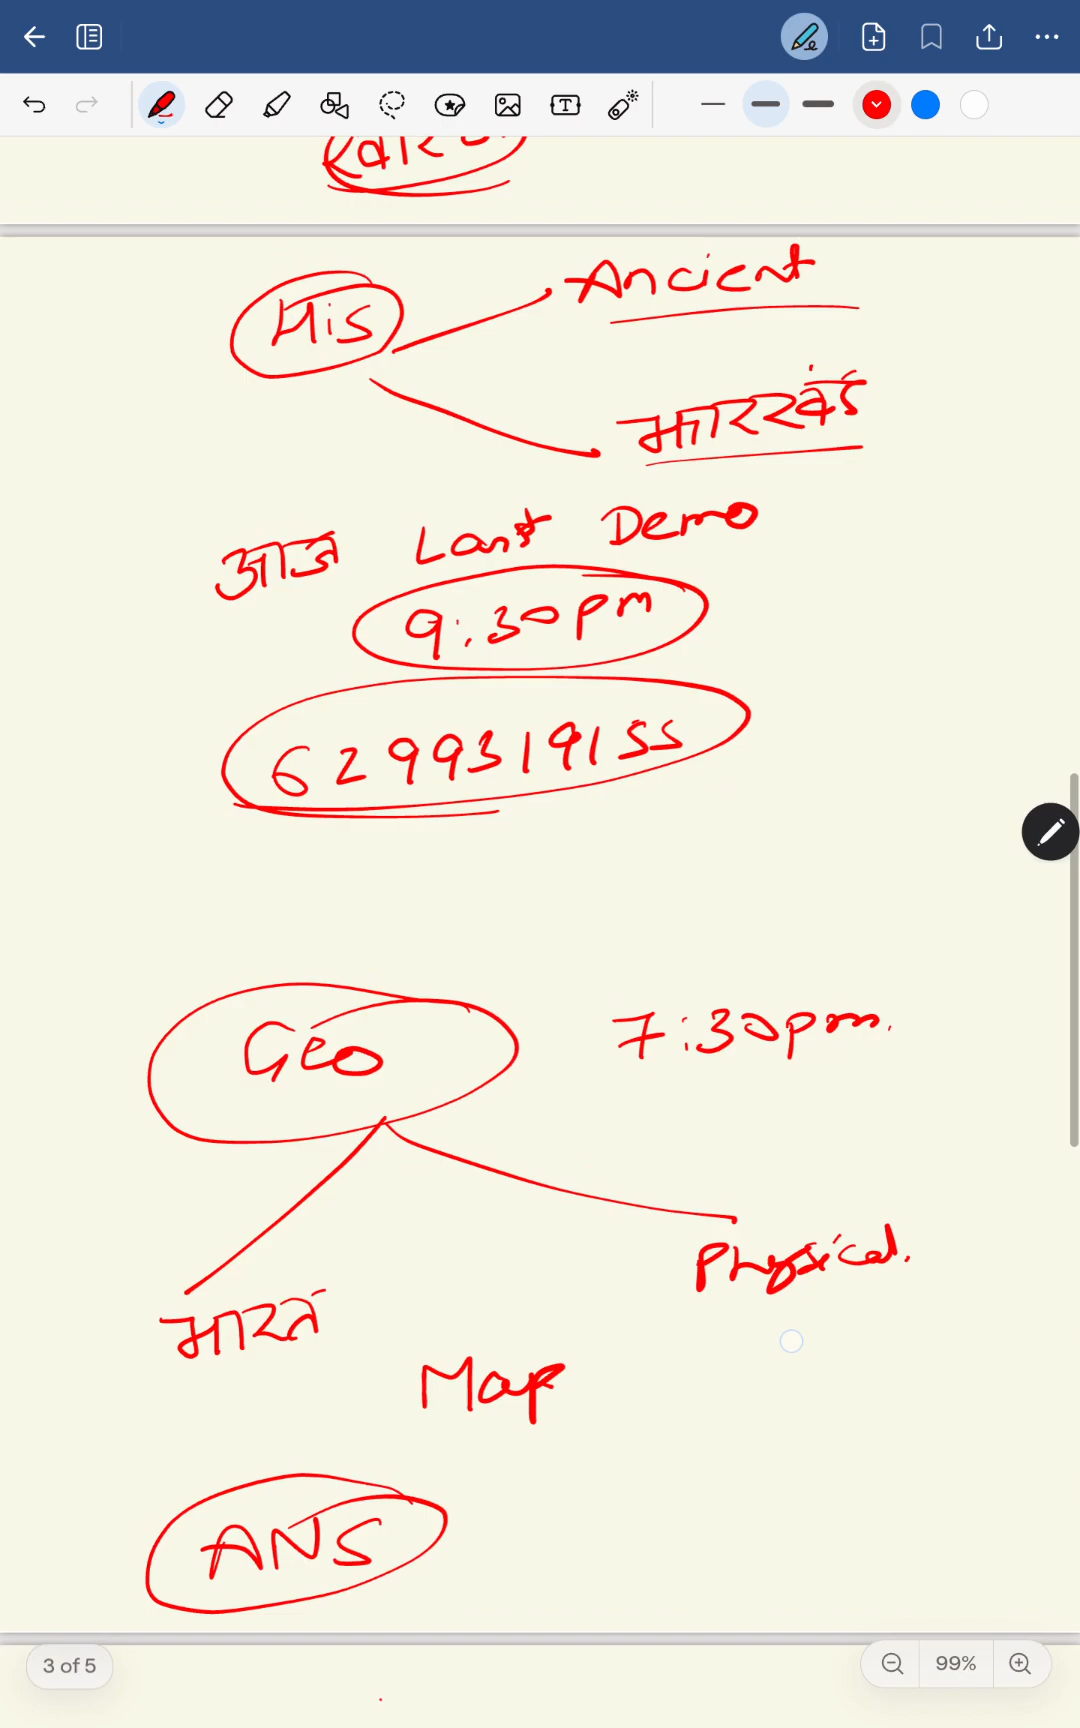 His
Ancient
झारखंड
आज Last Demo
9:30pm
6299319155
Geo
7:30pm.
Physical.
भारत
Map
ANS
3 of 5
99%